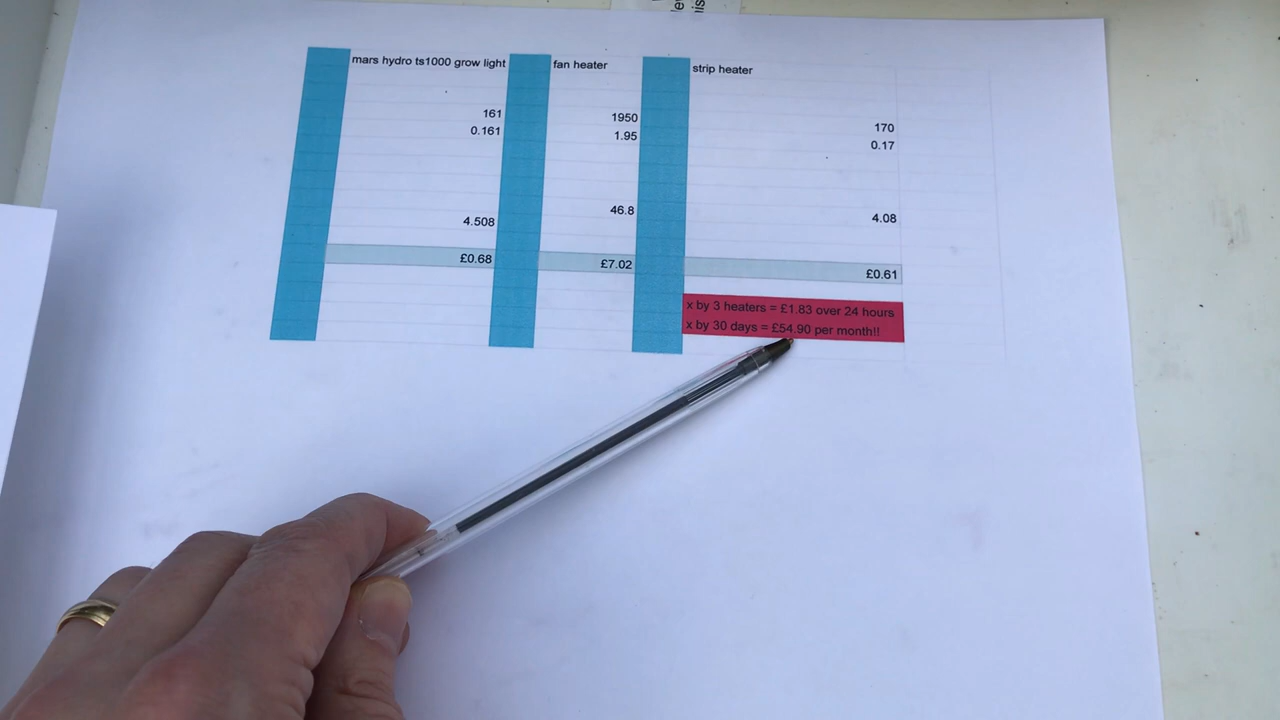 mars hydro ts1000 grow light fan heater strip heater
161 1950 170
0.161 1.95 0.17
4.508 46.8 4.08
£0.68 £7.02 £0.61
x by 3 heaters = £1.83 over 24 hours
x by 30 days = £54.90 per month!!